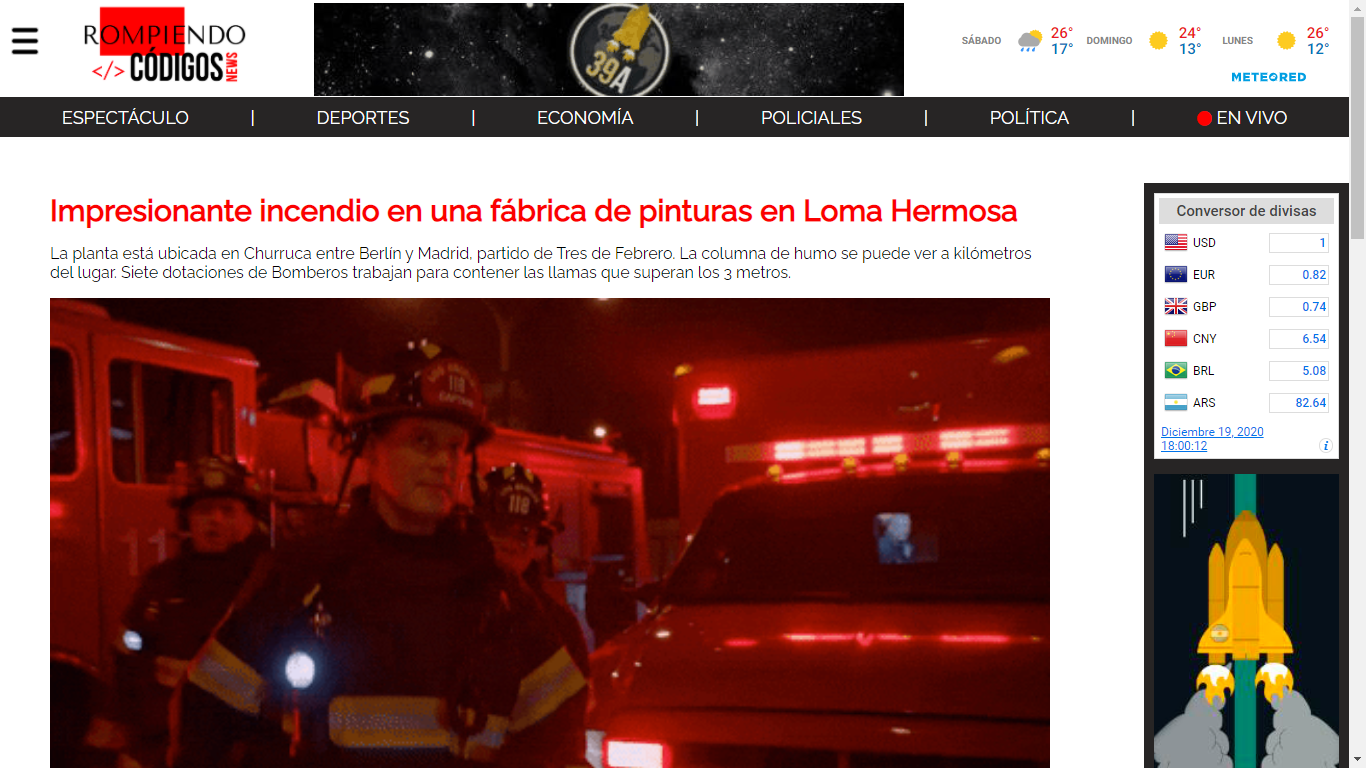 ROMPIENDO
</> CÓDIGOS NEWS
39A
SÁBADO 26° 17° DOMINGO 24° 13° LUNES 26° 12°
METEORED
ESPECTÁCULO | DEPORTES | ECONOMÍA | POLICIALES | POLÍTICA | EN VIVO
Impresionante incendio en una fábrica de pinturas en Loma Hermosa
La planta está ubicada en Churruca entre Berlín y Madrid, partido de Tres de Febrero. La columna de humo se puede ver a kilómetros
del lugar. Siete dotaciones de Bomberos trabajan para contener las llamas que superan los 3 metros.
118
CAPTAIN
118
11
Conversor de divisas
USD 1
EUR 0.82
GBP 0.74
CNY 6.54
BRL 5.08
ARS 82.64
Diciembre 19, 2020
18:00:12
i